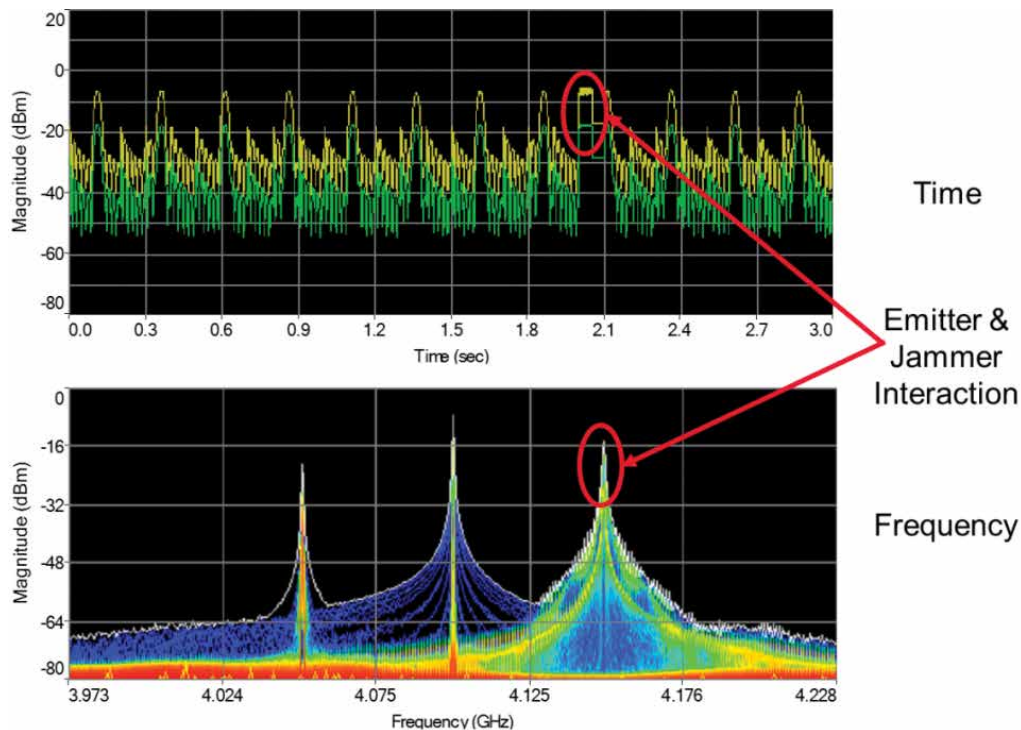 20
0
-20
-40
-60
-80
Magnitude (dBm)
0.0 0.3 0.6 0.9 1.2 1.5 1.8 2.1 2.4 2.7 3.0
Time (sec)
Time
Emitter &
Jammer
Interaction
0
-16
-32
-48
-64
-80
Magnitude (dBm)
3.973 4.024 4.075 4.125 4.176 4.228
Frequency (GHz)
Frequency